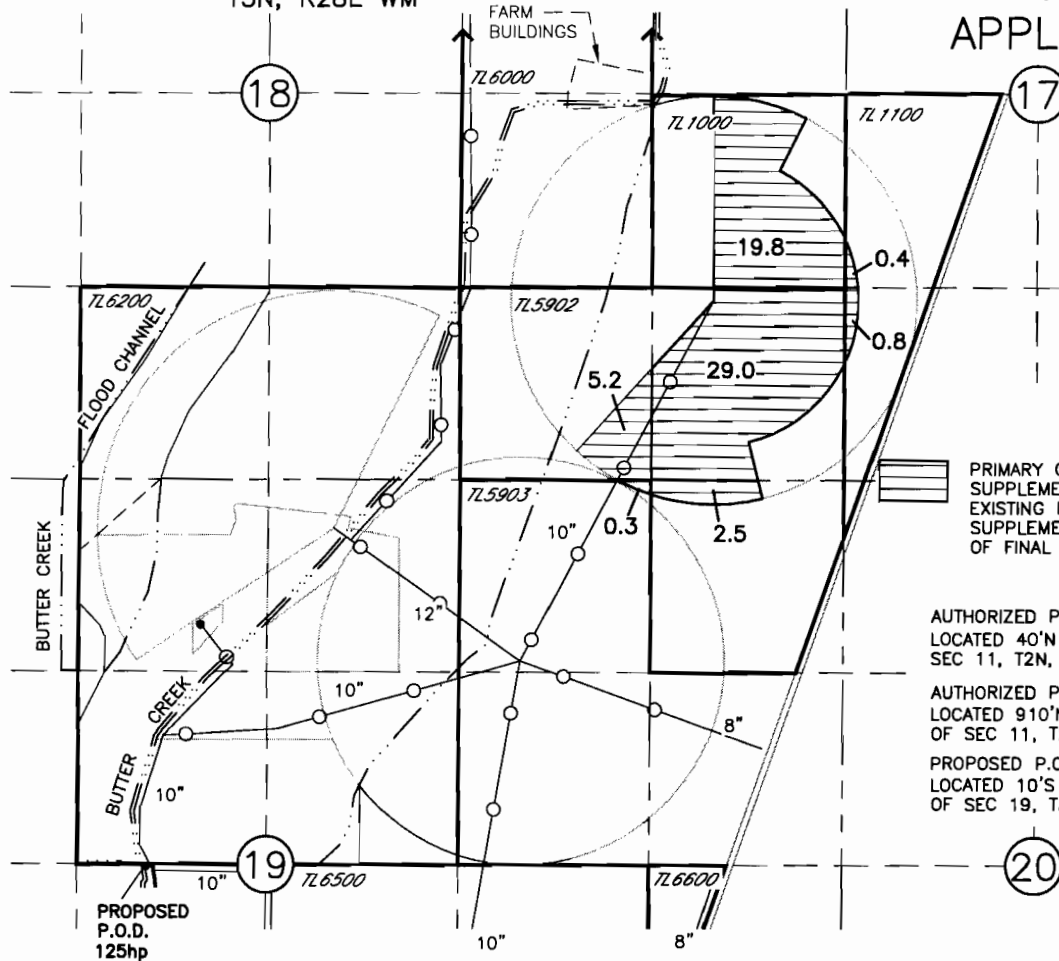 T3N, R28E WM
FARM
BUILDINGS
APPL
18
TL6000
17
TL1000
TL1100
19.8
0.4
TL6200
TL5902
FLOOD CHANNEL
0.8
29.0
5.2
PRIMARY
SUPPLEME
EXISTING
SUPPLEME
OF FINAL
TL5903
0.3
2.5
10"
BUTTER CREEK
12"
AUTHORIZED P
LOCATED 40'N
SEC 11, T2N,
10"
AUTHORIZED P
LOCATED 910'N
OF SEC 11, T
8"
PROPOSED P.O
LOCATED 10'S
OF SEC 19, T
BUTTER CREEK
10"
19
TL6500
TL6600
20
10"
PROPOSED
P.O.D.
125hp
10"
8"